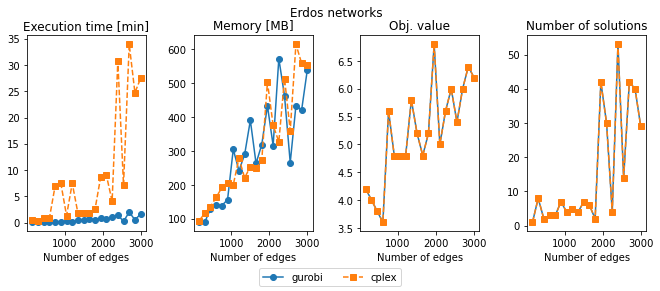 Erdos networks
Execution time [min]
35
30
25
20
15
10
5
0
1000 2000 3000
Number of edges
Memory [MB]
600
500
400
300
200
100
1000 2000 3000
Number of edges
Obj. value
6.5
6.0
5.5
5.0
4.5
4.0
3.5
1000 2000 3000
Number of edges
Number of solutions
50
40
30
20
10
0
1000 2000 3000
Number of edges
gurobi cplex